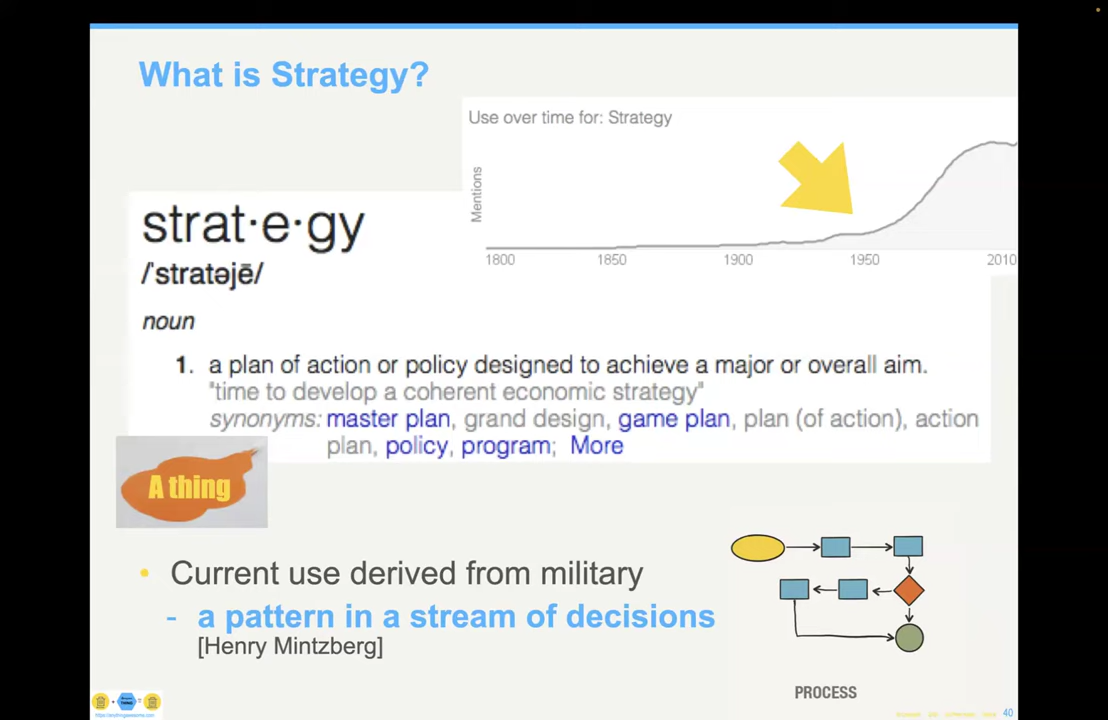 What is Strategy?
Use over time for: Strategy
Mentions
1800 1850 1900 1950 2010
strat·e·gy
/ˈstratəjē/
noun
1. a plan of action or policy designed to achieve a major or overall aim.
"time to develop a coherent economic strategy"
synonyms: master plan, grand design, game plan, plan (of action), action
plan, policy, program; More
A thing
• Current use derived from military
- a pattern in a stream of decisions
[Henry Mintzberg]
PROCESS
40